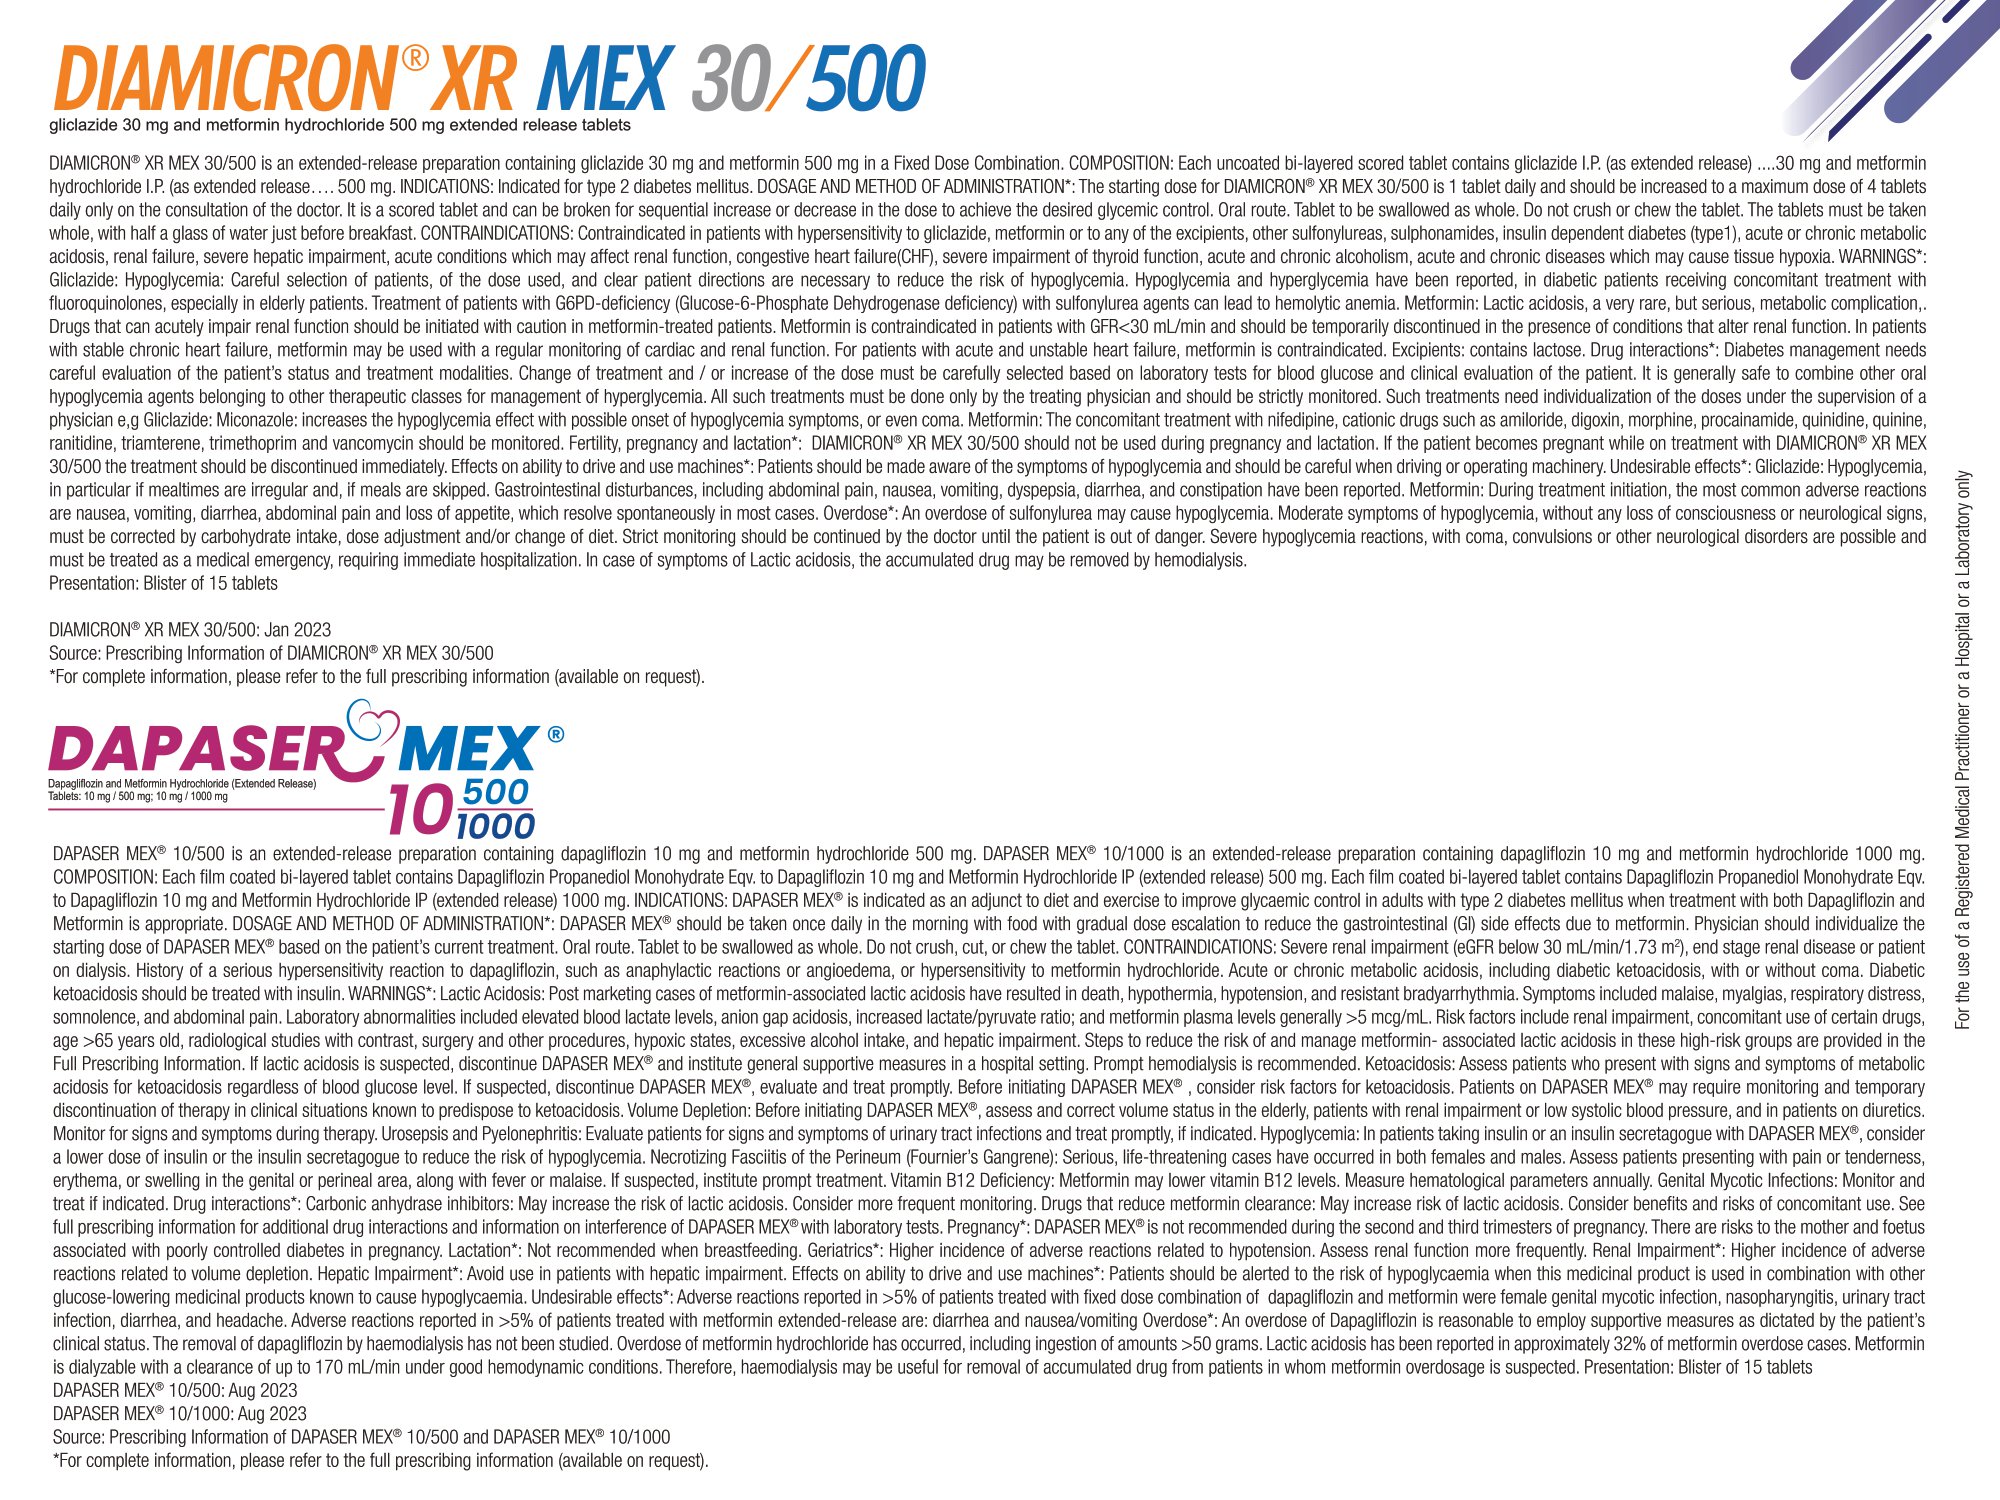 DIAMICRON® XR MEX 30/500
gliclazide 30 mg and metformin hydrochloride 500 mg extended release tablets
DIAMICRON® XR MEX 30/500 is an extended-release preparation containing gliclazide 30 mg and metformin 500 mg in a Fixed Dose Combination. COMPOSITION: Each uncoated bi-layered scored tablet contains gliclazide I.P. (as extended release) ....30 mg and metformin
hydrochloride I.P. (as extended release.... 500 mg. INDICATIONS: Indicated for type 2 diabetes mellitus. DOSAGE AND METHOD OF ADMINISTRATION*: The starting dose for DIAMICRON® XR MEX 30/500 is 1 tablet daily and should be increased to a maximum dose of 4 tablets
daily only on the consultation of the doctor. It is a scored tablet and can be broken for sequential increase or decrease in the dose to achieve the desired glycemic control. Oral route. Tablet to be swallowed as whole. Do not crush or chew the tablet. The tablets must be taken
whole, with half a glass of water just before breakfast. CONTRAINDICATIONS: Contraindicated in patients with hypersensitivity to gliclazide, metformin or to any of the excipients, other sulfonylureas, sulphonamides, insulin dependent diabetes (type1), acute or chronic metabolic
acidosis, renal failure, severe hepatic impairment, acute conditions which may affect renal function, congestive heart failure(CHF), severe impairment of thyroid function, acute and chronic alcoholism, acute and chronic diseases which may cause tissue hypoxia. WARNINGS*:
Gliclazide: Hypoglycemia: Careful selection of patients, of the dose used, and clear patient directions are necessary to reduce the risk of hypoglycemia. Hypoglycemia and hyperglycemia have been reported, in diabetic patients receiving concomitant treatment with
fluoroquinolones, especially in elderly patients. Treatment of patients with G6PD-deficiency (Glucose-6-Phosphate Dehydrogenase deficiency) with sulfonylurea agents can lead to hemolytic anemia. Metformin: Lactic acidosis, a very rare, but serious, metabolic complication,.
Drugs that can acutely impair renal function should be initiated with caution in metformin-treated patients. Metformin is contraindicated in patients with GFR<30 mL/min and should be temporarily discontinued in the presence of conditions that alter renal function. In patients
with stable chronic heart failure, metformin may be used with a regular monitoring of cardiac and renal function. For patients with acute and unstable heart failure, metformin is contraindicated. Excipients: contains lactose. Drug interactions*: Diabetes management needs
careful evaluation of the patient's status and treatment modalities. Change of treatment and / or increase of the dose must be carefully selected based on laboratory tests for blood glucose and clinical evaluation of the patient. It is generally safe to combine other oral
hypoglycemia agents belonging to other therapeutic classes for management of hyperglycemia. All such treatments must be done only by the treating physician and should be strictly monitored. Such treatments need individualization of the doses under the supervision of a
physician e,g Gliclazide: Miconazole: increases the hypoglycemia effect with possible onset of hypoglycemia symptoms, or even coma. Metformin: The concomitant treatment with nifedipine, cationic drugs such as amiloride, digoxin, morphine, procainamide, quinidine, quinine,
ranitidine, triamterene, trimethoprim and vancomycin should be monitored. Fertility, pregnancy and lactation*: DIAMICRON® XR MEX 30/500 should not be used during pregnancy and lactation. If the patient becomes pregnant while on treatment with DIAMICRON® XR MEX
30/500 the treatment should be discontinued immediately. Effects on ability to drive and use machines*: Patients should be made aware of the symptoms of hypoglycemia and should be careful when driving or operating machinery. Undesirable effects*: Gliclazide: Hypoglycemia,
in particular if mealtimes are irregular and, if meals are skipped. Gastrointestinal disturbances, including abdominal pain, nausea, vomiting, dyspepsia, diarrhea, and constipation have been reported. Metformin: During treatment initiation, the most common adverse reactions
are nausea, vomiting, diarrhea, abdominal pain and loss of appetite, which resolve spontaneously in most cases. Overdose*: An overdose of sulfonylurea may cause hypoglycemia. Moderate symptoms of hypoglycemia, without any loss of consciousness or neurological signs,
must be corrected by carbohydrate intake, dose adjustment and/or change of diet. Strict monitoring should be continued by the doctor until the patient is out of danger. Severe hypoglycemia reactions, with coma, convulsions or other neurological disorders are possible and
must be treated as a medical emergency, requiring immediate hospitalization. In case of symptoms of Lactic acidosis, the accumulated drug may be removed by hemodialysis.
Presentation: Blister of 15 tablets
DIAMICRON® XR MEX 30/500: Jan 2023
Source: Prescribing Information of DIAMICRON® XR MEX 30/500
*For complete information, please refer to the full prescribing information (available on request).
DAPASER MEX®
Dapagliflozin and Metformin Hydrochloride (Extended Release)
Tablets: 10 mg / 500 mg; 10 mg / 1000 mg
10 500
1000
DAPASER MEX® 10/500 is an extended-release preparation containing dapagliflozin 10 mg and metformin hydrochloride 500 mg. DAPASER MEX® 10/1000 is an extended-release preparation containing dapagliflozin 10 mg and metformin hydrochloride 1000 mg.
COMPOSITION: Each film coated bi-layered tablet contains Dapagliflozin Propanediol Monohydrate Eqv. to Dapagliflozin 10 mg and Metformin Hydrochloride IP (extended release) 500 mg. Each film coated bi-layered tablet contains Dapagliflozin Propanediol Monohydrate Eqv.
to Dapagliflozin 10 mg and Metformin Hydrochloride IP (extended release) 1000 mg. INDICATIONS: DAPASER MEX® is indicated as an adjunct to diet and exercise to improve glycaemic control in adults with type 2 diabetes mellitus when treatment with both Dapagliflozin and
Metformin is appropriate. DOSAGE AND METHOD OF ADMINISTRATION*: DAPASER MEX® should be taken once daily in the morning with food with gradual dose escalation to reduce the gastrointestinal (GI) side effects due to metformin. Physician should individualize the
starting dose of DAPASER MEX® based on the patient's current treatment. Oral route. Tablet to be swallowed as whole. Do not crush, cut, or chew the tablet. CONTRAINDICATIONS: Severe renal impairment (eGFR below 30 mL/min/1.73 m²), end stage renal disease or patient
on dialysis. History of a serious hypersensitivity reaction to dapagliflozin, such as anaphylactic reactions or angioedema, or hypersensitivity to metformin hydrochloride. Acute or chronic metabolic acidosis, including diabetic ketoacidosis, with or without coma. Diabetic
ketoacidosis should be treated with insulin. WARNINGS*: Lactic Acidosis: Post marketing cases of metformin-associated lactic acidosis have resulted in death, hypothermia, hypotension, and resistant bradyarrhythmia. Symptoms included malaise, myalgias, respiratory distress,
somnolence, and abdominal pain. Laboratory abnormalities included elevated blood lactate levels, anion gap acidosis, increased lactate/pyruvate ratio; and metformin plasma levels generally >5 mcg/mL. Risk factors include renal impairment, concomitant use of certain drugs,
age >65 years old, radiological studies with contrast, surgery and other procedures, hypoxic states, excessive alcohol intake, and hepatic impairment. Steps to reduce the risk of and manage metformin- associated lactic acidosis in these high-risk groups are provided in the
Full Prescribing Information. If lactic acidosis is suspected, discontinue DAPASER MEX® and institute general supportive measures in a hospital setting. Prompt hemodialysis is recommended. Ketoacidosis: Assess patients who present with signs and symptoms of metabolic
acidosis for ketoacidosis regardless of blood glucose level. If suspected, discontinue DAPASER MEX®, evaluate and treat promptly. Before initiating DAPASER MEX® , consider risk factors for ketoacidosis. Patients on DAPASER MEX® may require monitoring and temporary
discontinuation of therapy in clinical situations known to predispose to ketoacidosis. Volume Depletion: Before initiating DAPASER MEX®, assess and correct volume status in the elderly, patients with renal impairment or low systolic blood pressure, and in patients on diuretics.
Monitor for signs and symptoms during therapy. Urosepsis and Pyelonephritis: Evaluate patients for signs and symptoms of urinary tract infections and treat promptly, if indicated. Hypoglycemia: In patients taking insulin or an insulin secretagogue with DAPASER MEX®, consider
a lower dose of insulin or the insulin secretagogue to reduce the risk of hypoglycemia. Necrotizing Fasciitis of the Perineum (Fournier's Gangrene): Serious, life-threatening cases have occurred in both females and males. Assess patients presenting with pain or tenderness,
erythema, or swelling in the genital or perineal area, along with fever or malaise. If suspected, institute prompt treatment. Vitamin B12 Deficiency: Metformin may lower vitamin B12 levels. Measure hematological parameters annually. Genital Mycotic Infections: Monitor and
treat if indicated. Drug interactions*: Carbonic anhydrase inhibitors: May increase the risk of lactic acidosis. Consider more frequent monitoring. Drugs that reduce metformin clearance: May increase risk of lactic acidosis. Consider benefits and risks of concomitant use. See
full prescribing information for additional drug interactions and information on interference of DAPASER MEX® with laboratory tests. Pregnancy*: DAPASER MEX® is not recommended during the second and third trimesters of pregnancy. There are risks to the mother and foetus
associated with poorly controlled diabetes in pregnancy. Lactation*: Not recommended when breastfeeding. Geriatrics*: Higher incidence of adverse reactions related to hypotension. Assess renal function more frequently. Renal Impairment*: Higher incidence of adverse
reactions related to volume depletion. Hepatic Impairment*: Avoid use in patients with hepatic impairment. Effects on ability to drive and use machines*: Patients should be alerted to the risk of hypoglycaemia when this medicinal product is used in combination with other
glucose-lowering medicinal products known to cause hypoglycaemia. Undesirable effects*: Adverse reactions reported in >5% of patients treated with fixed dose combination of dapagliflozin and metformin were female genital mycotic infection, nasopharyngitis, urinary tract
infection, diarrhea, and headache. Adverse reactions reported in >5% of patients treated with metformin extended-release are: diarrhea and nausea/vomiting Overdose*: An overdose of Dapagliflozin is reasonable to employ supportive measures as dictated by the patient's
clinical status. The removal of dapagliflozin by haemodialysis has not been studied. Overdose of metformin hydrochloride has occurred, including ingestion of amounts >50 grams. Lactic acidosis has been reported in approximately 32% of metformin overdose cases. Metformin
is dialyzable with a clearance of up to 170 mL/min under good hemodynamic conditions. Therefore, haemodialysis may be useful for removal of accumulated drug from patients in whom metformin overdosage is suspected. Presentation: Blister of 15 tablets
DAPASER MEX® 10/500: Aug 2023
DAPASER MEX® 10/1000: Aug 2023
Source: Prescribing Information of DAPASER MEX® 10/500 and DAPASER MEX® 10/1000
*For complete information, please refer to the full prescribing information (available on request).
For the use of a Registered Medical Practitioner or a Hospital or a Laboratory only